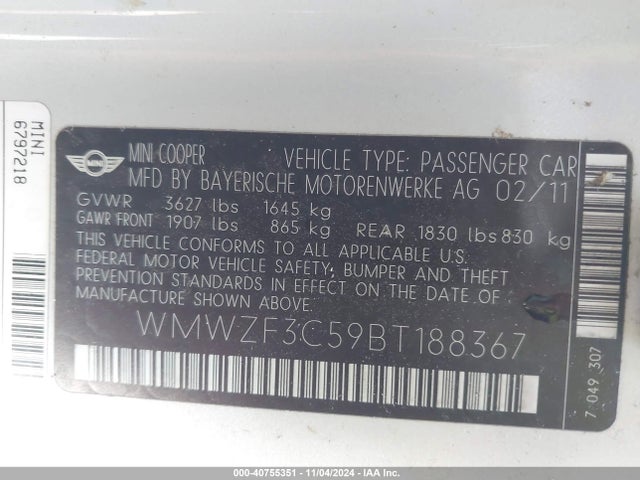 MINI
6797218
MINI
MINI COOPER
VEHICLE TYPE: PASSENGER CAR
MFD BY BAYERISCHE MOTORENWERKE AG 02/11
GVWR 3627 lbs 1645 kg
GAWR FRONT 1907 lbs 865 kg REAR 1830 lbs 830 kg
THIS VEHICLE CONFORMS TO ALL APPLICABLE U.S.
FEDERAL MOTOR VEHICLE SAFETY, BUMPER AND THEFT
PREVENTION STANDARDS IN EFFECT ON THE DATE OF
MANUFACTURE SHOWN ABOVE.
WMWZF3C59BT188367
7 049 307
000-40755351 - 11/04/2024 - IAAI.com